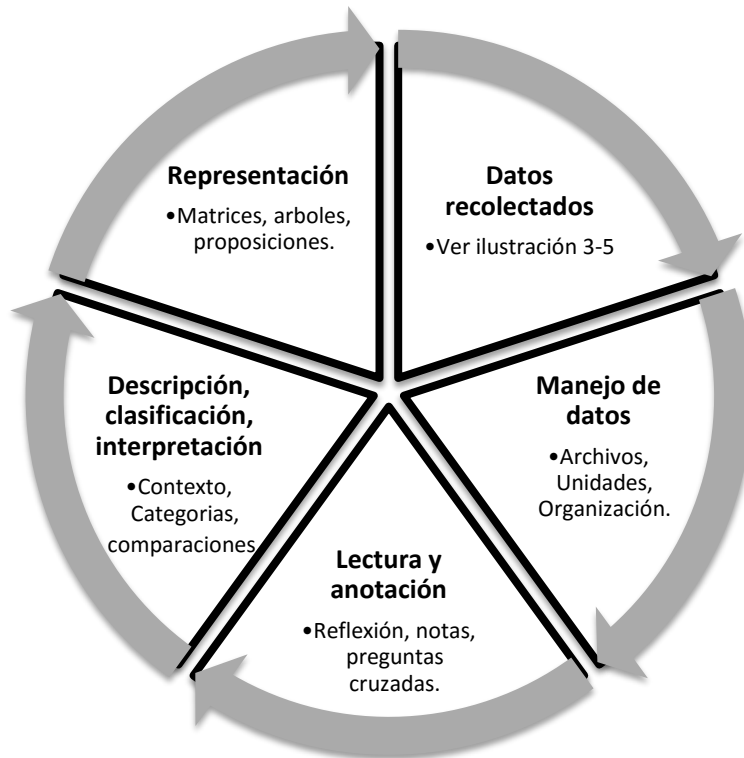 Datos
recolectados
•Ver ilustración 3-5
Manejo de
datos
•Archivos,
Unidades,
Organización.
Lectura y
anotación
•Reflexión, notas,
preguntas
cruzadas.
Descripción,
clasificación,
interpretación
•Contexto,
Categorias,
comparaciones
Representación
•Matrices, arboles,
proposiciones.